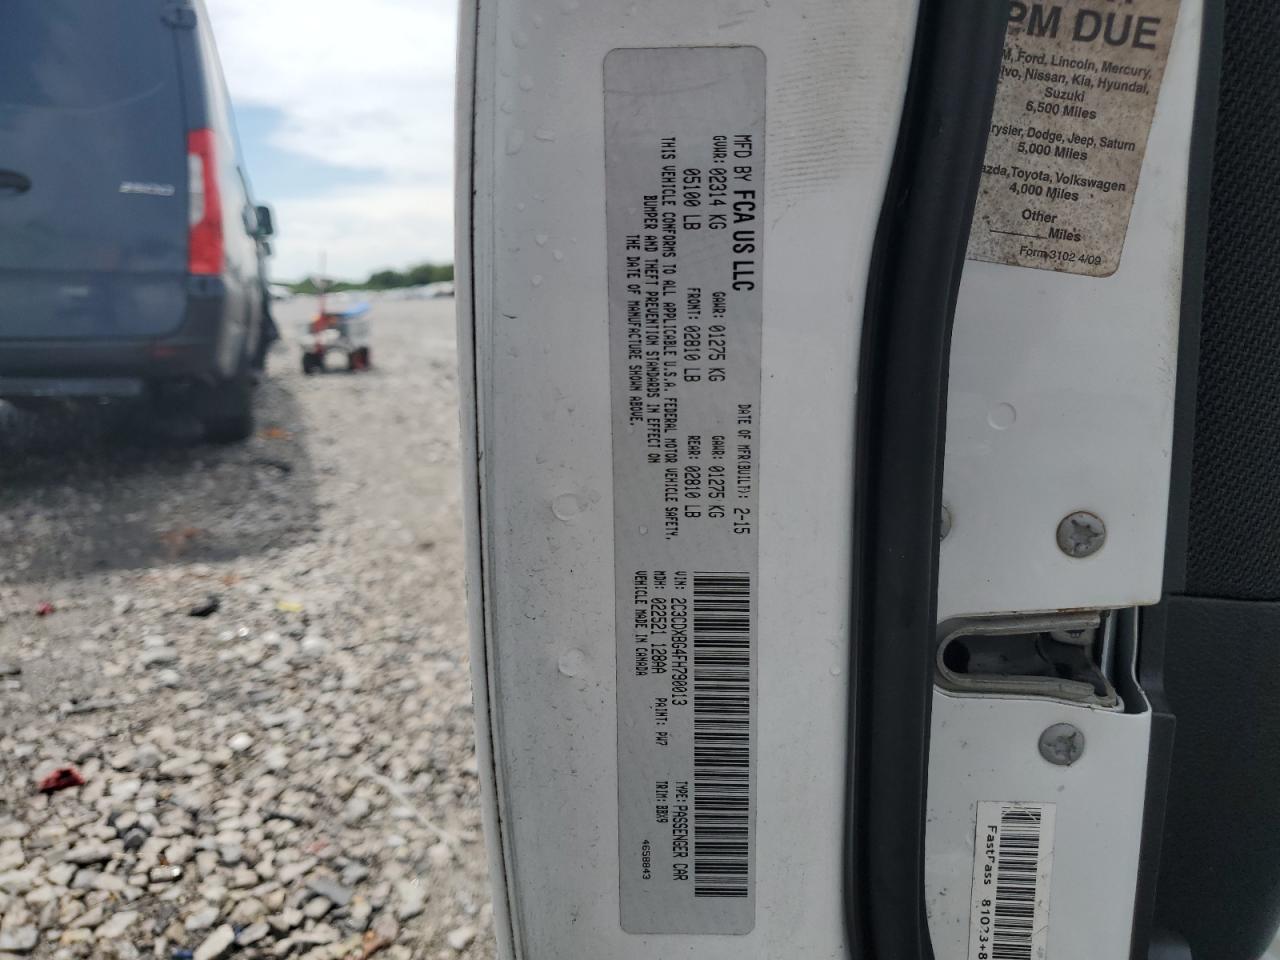 MFD BY FCA US LLC
DATE OF MFR(BUILT): 2-15
GVWR: 02314 KG
GAWR: 01275 KG
GAWR: 01275 KG
05100 LB
FRONT: 02810 LB
REAR: 02810 LB
THIS VEHICLE CONFORMS TO ALL APPLICABLE U.S.A. FEDERAL MOTOR VEHICLE SAFETY,
BUMPER AND THEFT PREVENTION STANDARDS IN EFFECT ON
THE DATE OF MANUFACTURE SHOWN ABOVE.
VIN: 2C3CDXBG4FH790013
TYPE: PASSENGER CAR
MDH: 022521 128AA
PAINT: PW7
TRIM: BBX9
VEHICLE MADE IN CANADA
4658843
PM DUE
Ford, Lincoln, Mercury,
Nissan, Kia, Hyundai,
Suzuki
6,500 Miles
Dodge, Jeep, Saturn
5,000 Miles
Toyota, Volkswagen
4,000 Miles
Other
Miles
Form 3102 4/09
FastPass